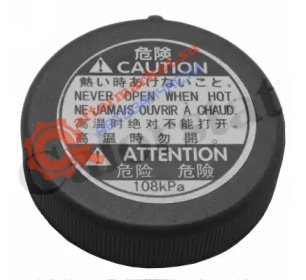 危険
CAUTION
熱い時あけないこと。
NEVER OPEN WHEN HOT.
NE JAMAIS OUVRIR À CHAUD.
高温时绝对不能打开.
高温時勿開。
ATTENTION
危险 危險
108kPa